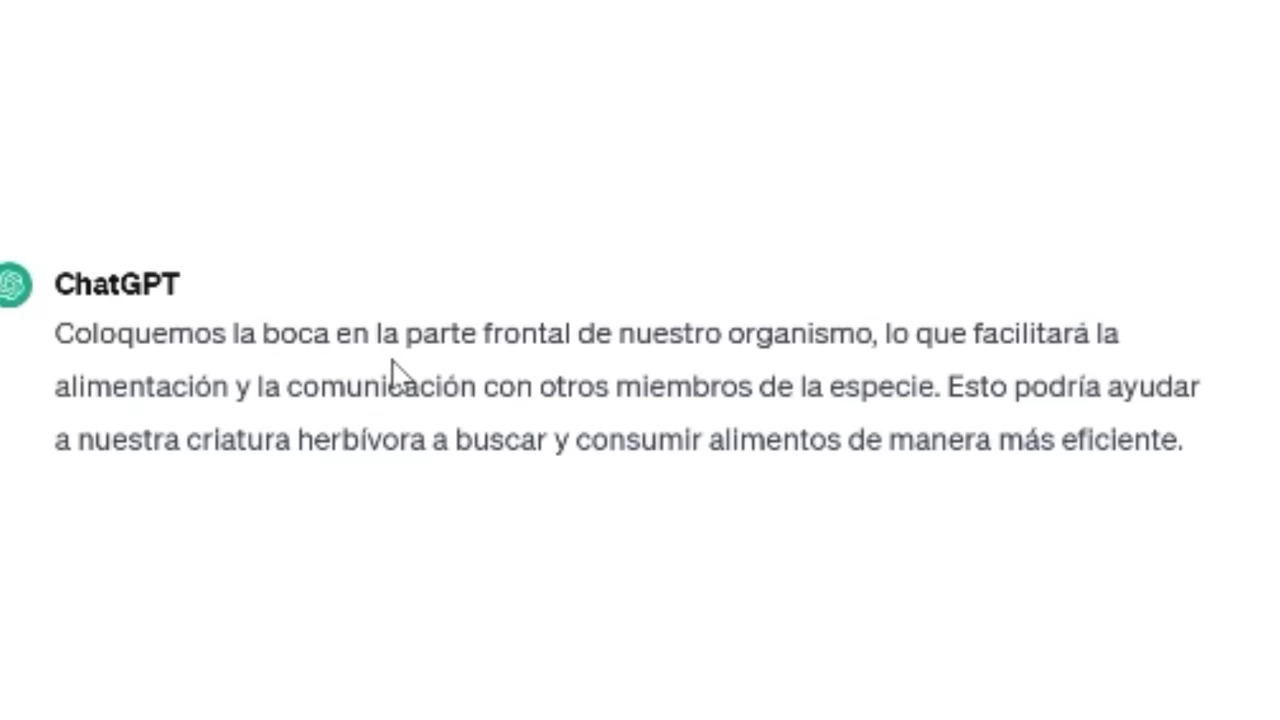 ChatGPT
Coloquemos la boca en la parte frontal de nuestro organismo, lo que facilitará la
alimentación y la comunicación con otros miembros de la especie. Esto podría ayudar
a nuestra criatura herbívora a buscar y consumir alimentos de manera más eficiente.